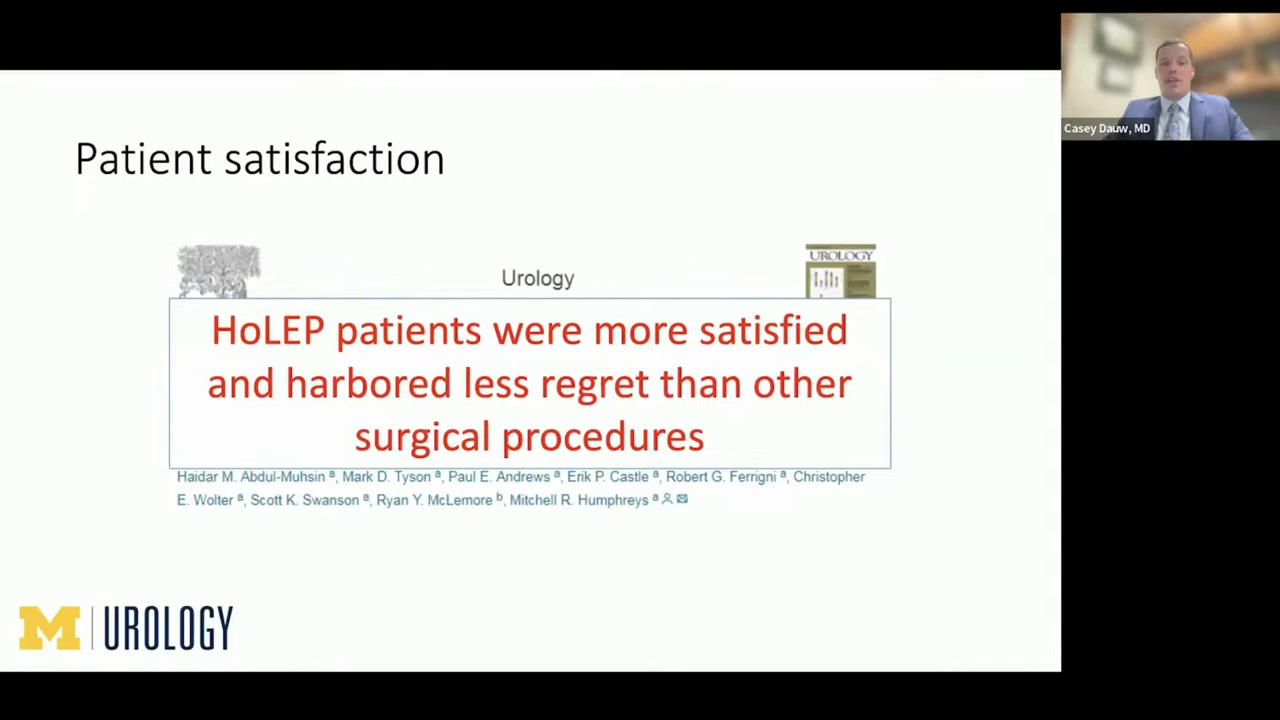 Casey Dauw, MD
Patient satisfaction
Urology
UROLOGY
HoLEP patients were more satisfied
and harbored less regret than other
surgical procedures
Haidar M. Abdul-Muhsin a, Mark D. Tyson a, Paul E. Andrews a, Erik P. Castle a, Robert G. Ferrigni a, Christopher
E. Wolter a, Scott K. Swanson a, Ryan Y. McLemore b, Mitchell R. Humphreys a
M UROLOGY